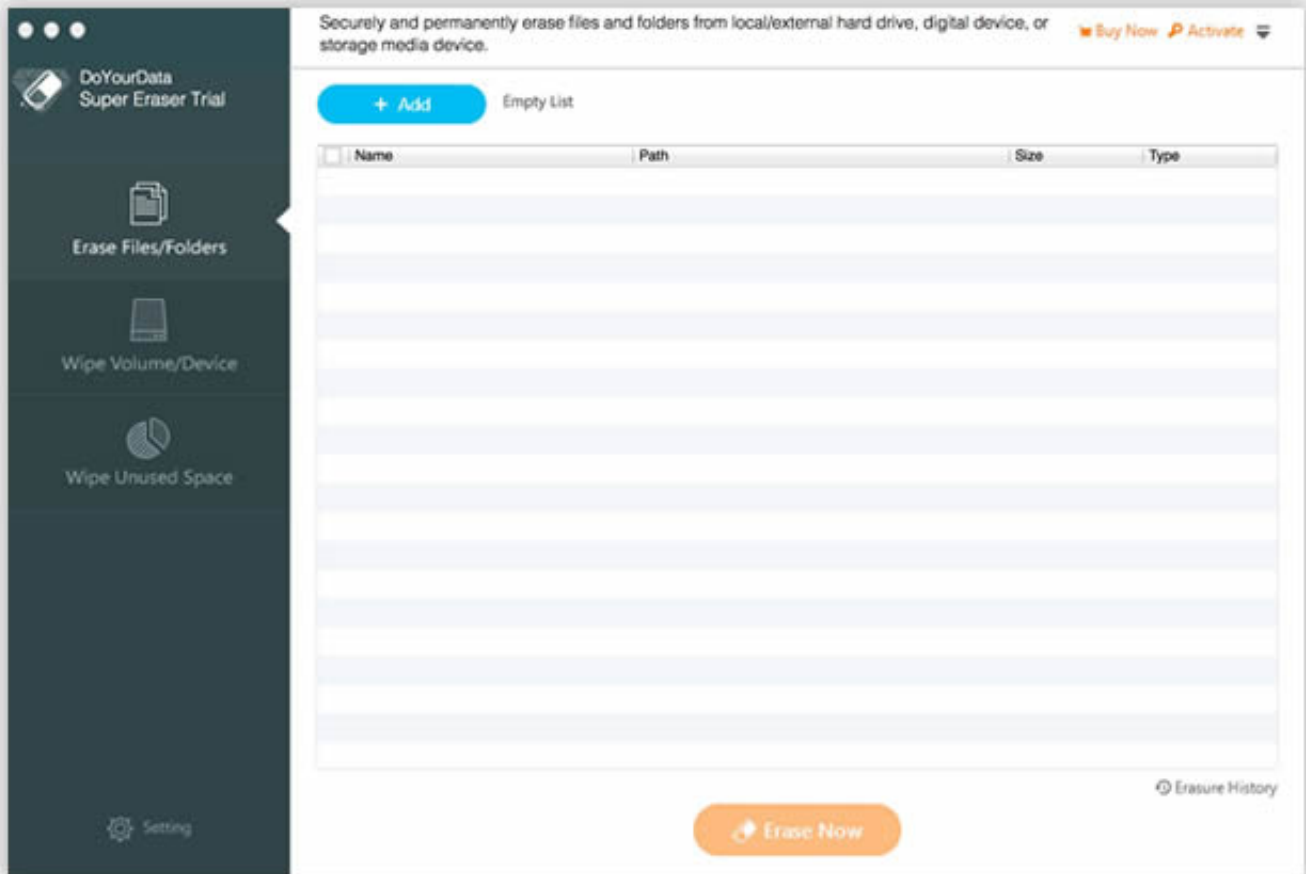 Securely and permanently erase files and folders from local/external hard drive, digital device, or
storage media device.
Buy Now Activate
DoYourData
Super Eraser Trial
+ Add Empty List
Name Path Size Type
Erase Files/Folders
Wipe Volume/Device
Wipe Unused Space
Erasure History
Setting
Erase Now